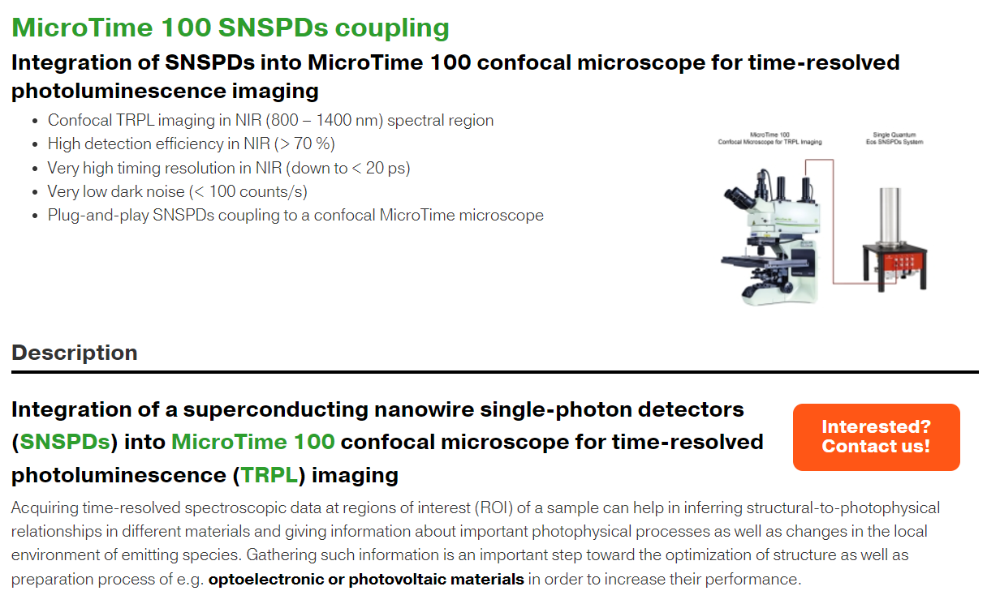 MicroTime 100 SNSPDs coupling
Integration of SNSPDs into MicroTime 100 confocal microscope for time-resolved
photoluminescence imaging
• Confocal TRPL imaging in NIR (800 – 1400 nm) spectral region
• High detection efficiency in NIR (> 70 %)
• Very high timing resolution in NIR (down to < 20 ps)
• Very low dark noise (< 100 counts/s)
• Plug-and-play SNSPDs coupling to a confocal MicroTime microscope
MicroTime 100
Confocal Microscope for TRPL Imaging
Single Quantum
Eos SNSPDs System
Description
Integration of a superconducting nanowire single-photon detectors
(SNSPDs) into MicroTime 100 confocal microscope for time-resolved
photoluminescence (TRPL) imaging
Interested?
Contact us!
Acquiring time-resolved spectroscopic data at regions of interest (ROI) of a sample can help in inferring structural-to-photophysical
relationships in different materials and giving information about important photophysical processes as well as changes in the local
environment of emitting species. Gathering such information is an important step toward the optimization of structure as well as
preparation process of e.g. optoelectronic or photovoltaic materials in order to increase their performance.